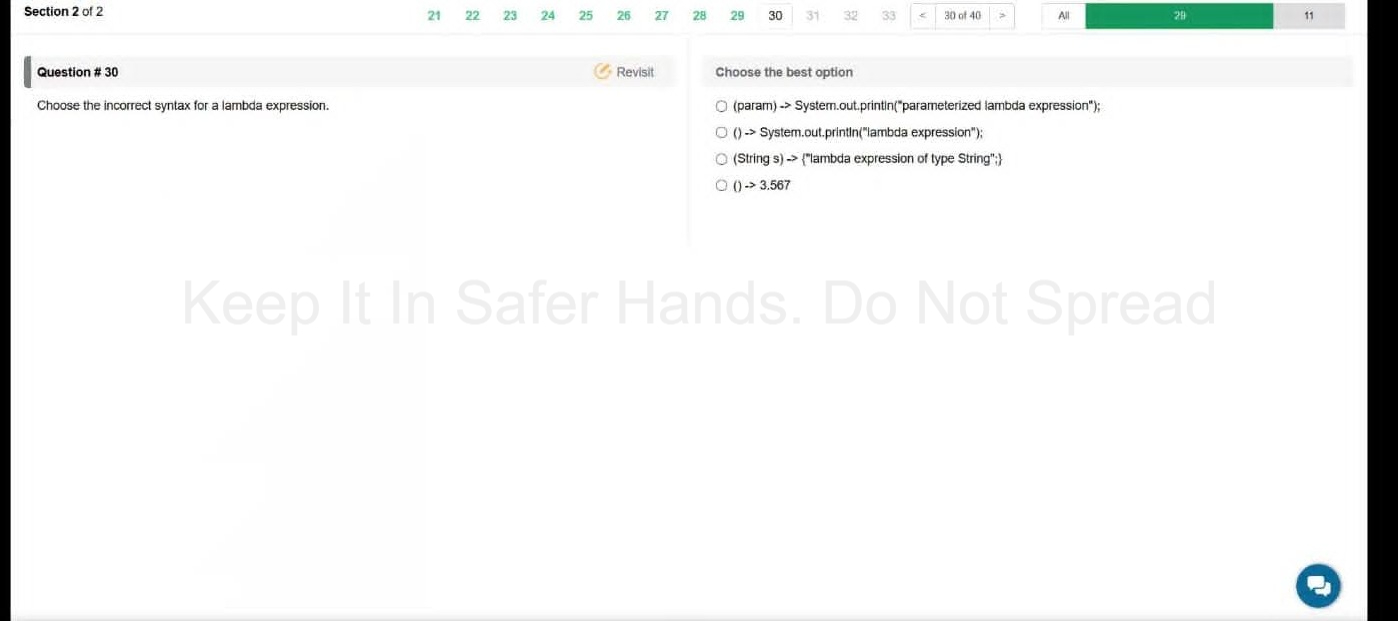 Section 2 of 2
21 22 23 24 25 26 27 28 29 30 31 32 33 < 30 of 40 > All 29 11
Question # 30
Revisit
Choose the incorrect syntax for a lambda expression.
Choose the best option
(param) -> System.out.println("parameterized lambda expression");
() -> System.out.println("lambda expression");
(String s) -> {"lambda expression of type String";}
() -> 3.567
Keep It In Safer Hands. Do Not Spread